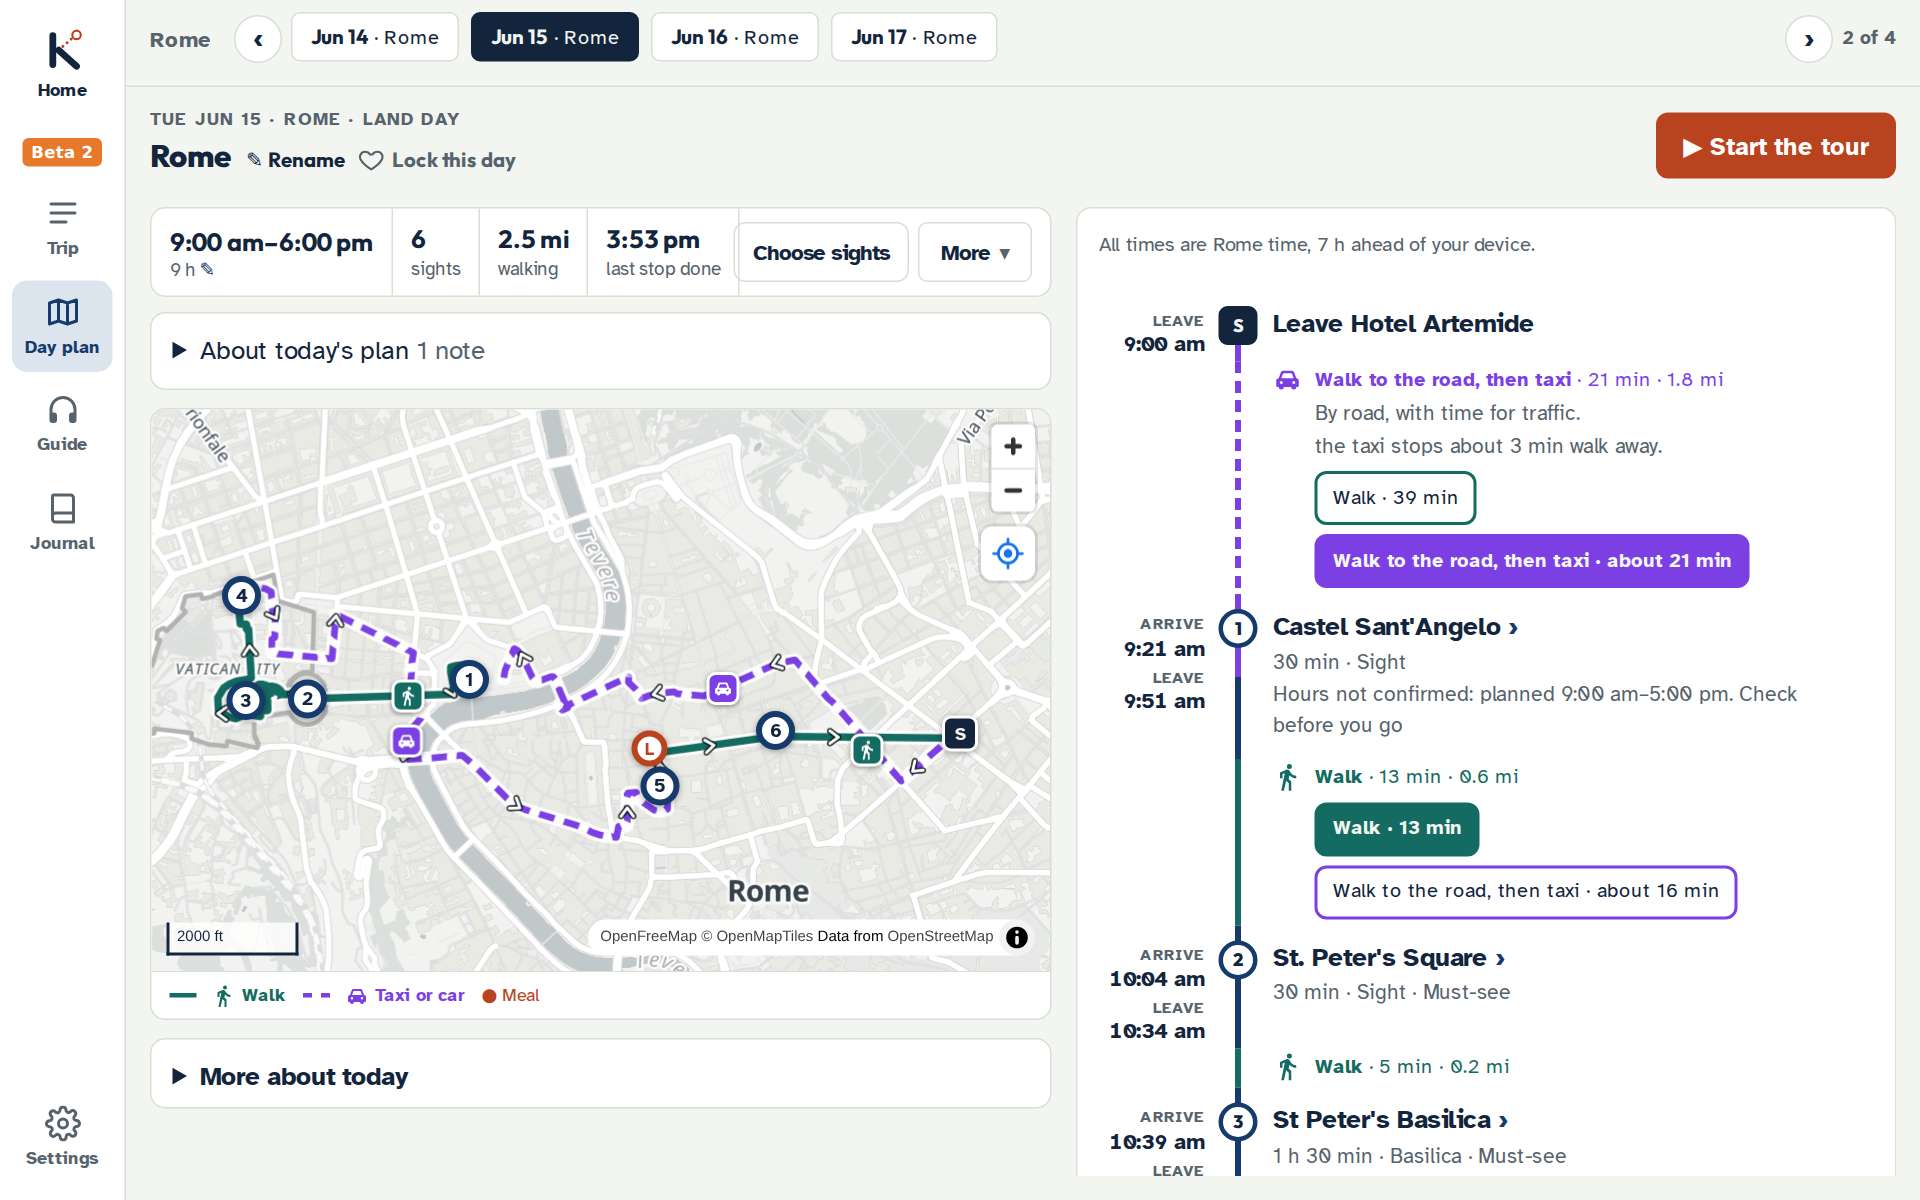 Home
Beta 2
Trip
Day plan
Guide
Journal
Settings
Rome
‹
Jun 14 · Rome
Jun 15 · Rome
Jun 16 · Rome
Jun 17 · Rome
›
2 of 4
TUE JUN 15 · ROME · LAND DAY
Rome
✎ Rename
Lock this day
▶ Start the tour
9:00 am–6:00 pm
9 h ✎
6
sights
2.5 mi
walking
3:53 pm
last stop done
Choose sights
More ▾
▶ About today's plan 1 note
rionfale
Tevere
VATICAN CITY
4
3
2
1
L
5
6
S
Rome
2000 ft
OpenFreeMap © OpenMapTiles Data from OpenStreetMap
Walk
Taxi or car
Meal
▶ More about today
All times are Rome time, 7 h ahead of your device.
LEAVE
9:00 am
S
Leave Hotel Artemide
Walk to the road, then taxi · 21 min · 1.8 mi
By road, with time for traffic.
the taxi stops about 3 min walk away.
Walk · 39 min
Walk to the road, then taxi · about 21 min
ARRIVE
9:21 am
LEAVE
9:51 am
1
Castel Sant'Angelo ›
30 min · Sight
Hours not confirmed: planned 9:00 am–5:00 pm. Check
before you go
Walk · 13 min · 0.6 mi
Walk · 13 min
Walk to the road, then taxi · about 16 min
ARRIVE
10:04 am
LEAVE
10:34 am
2
St. Peter's Square ›
30 min · Sight · Must-see
Walk · 5 min · 0.2 mi
ARRIVE
10:39 am
LEAVE
3
St Peter's Basilica ›
1 h 30 min · Basilica · Must-see